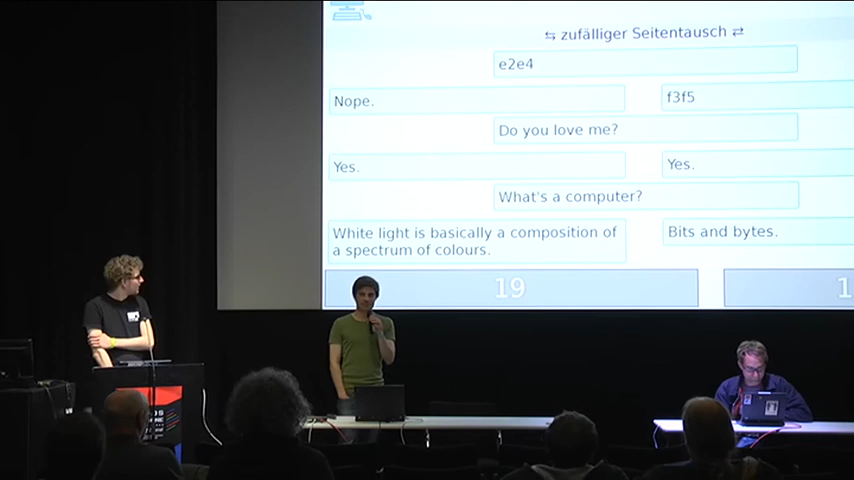 ⇆ zufälliger Seitentausch ⇄
e2e4
Nope.
f3f5
Do you love me?
Yes.
Yes.
What's a computer?
White light is basically a composition of
a spectrum of colours.
Bits and bytes.
19
1